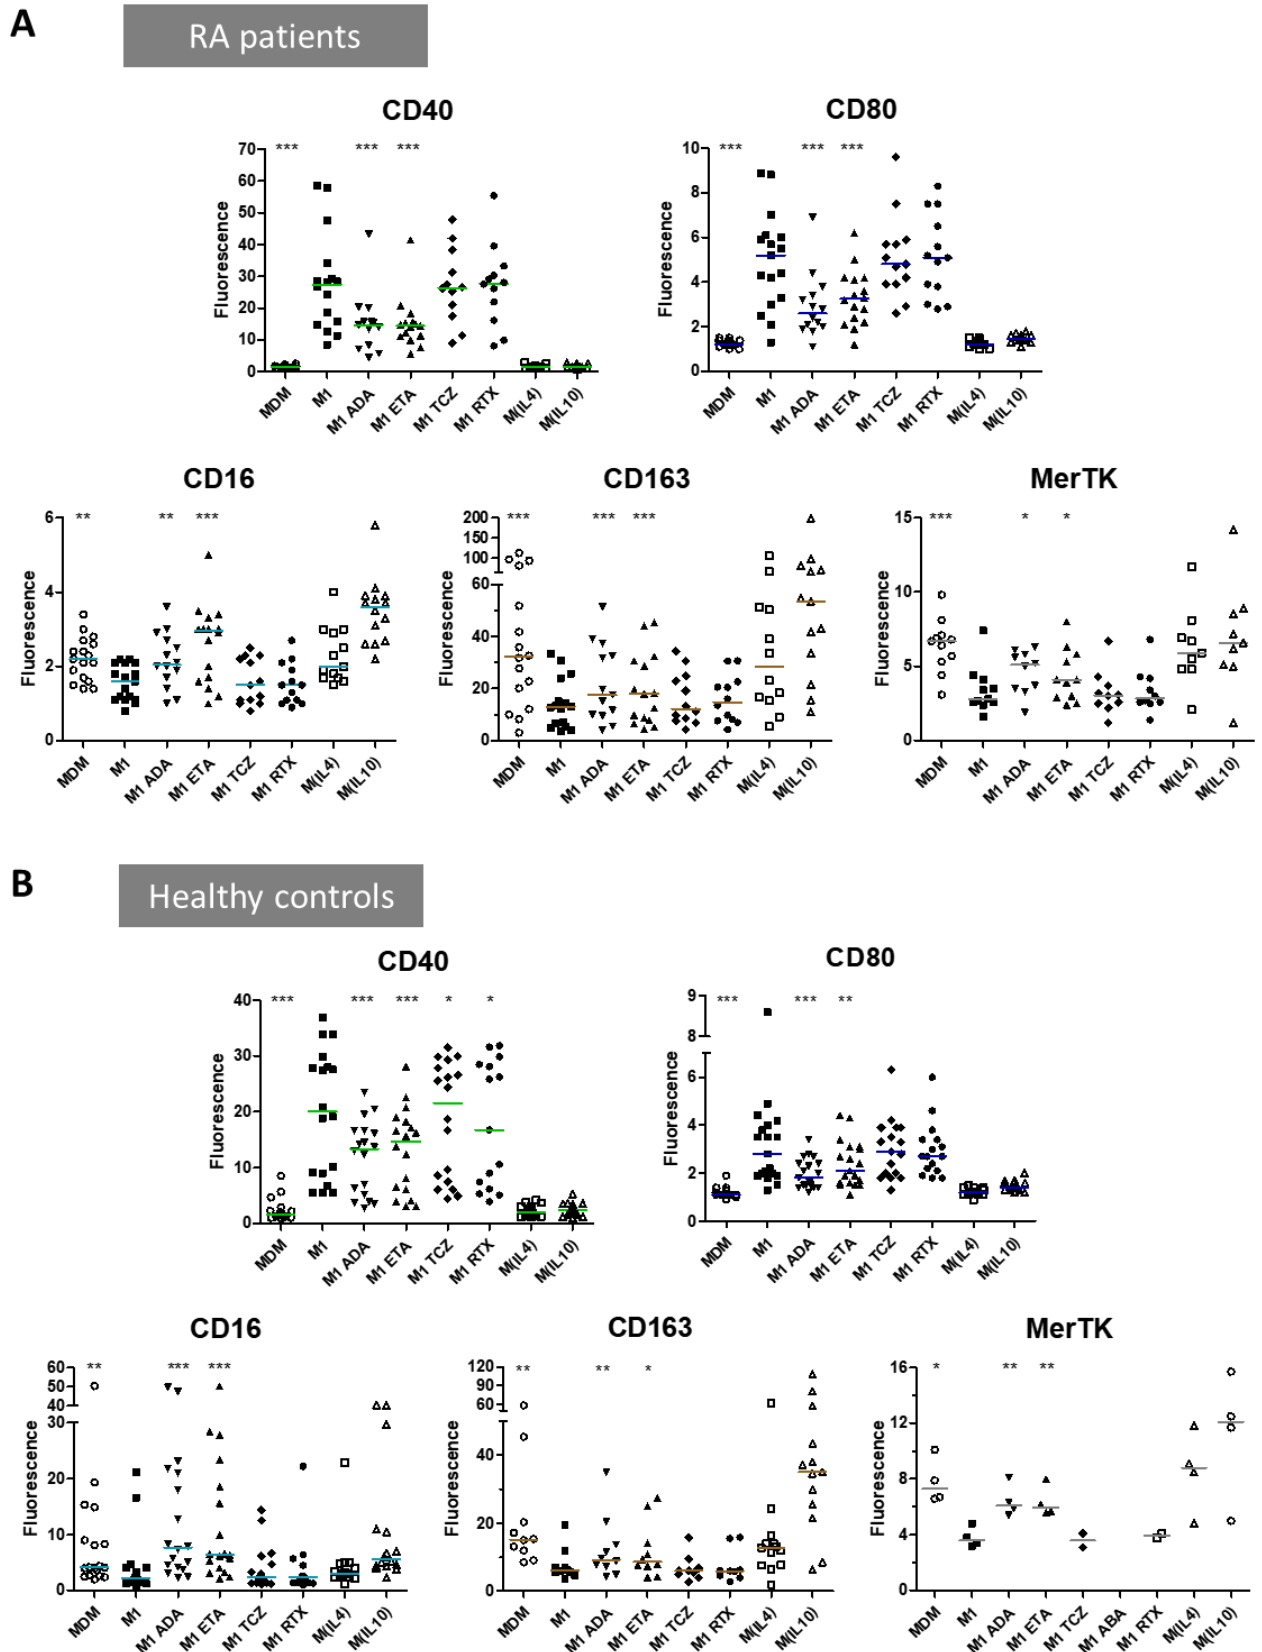 A
RA patients
CD40
*** *** ***
Fluorescence
70
60
50
40
30
20
10
0
MDM M1 M1 ADA M1 ETA M1 TCZ M1 RTX M(IL4) M(IL10)
CD80
*** *** ***
Fluorescence
10
8
6
4
2
0
MDM M1 M1 ADA M1 ETA M1 TCZ M1 RTX M(IL4) M(IL10)
CD16
** ** ***
Fluorescence
6
4
2
0
MDM M1 M1 ADA M1 ETA M1 TCZ M1 RTX M(IL4) M(IL10)
CD163
*** *** ***
Fluorescence
200
150
100
60
40
20
0
MDM M1 M1 ADA M1 ETA M1 TCZ M1 RTX M(IL4) M(IL10)
MerTK
*** * *
Fluorescence
15
10
5
0
MDM M1 M1 ADA M1 ETA M1 TCZ M1 RTX M(IL4) M(IL10)
B
Healthy controls
CD40
*** *** *** * *
Fluorescence
40
30
20
10
0
MDM M1 M1 ADA M1 ETA M1 TCZ M1 RTX M(IL4) M(IL10)
CD80
*** *** **
Fluorescence
9
8
6
4
2
0
MDM M1 M1 ADA M1 ETA M1 TCZ M1 RTX M(IL4) M(IL10)
CD16
** *** ***
Fluorescence
60
50
40
30
20
10
0
MDM M1 M1 ADA M1 ETA M1 TCZ M1 RTX M(IL4) M(IL10)
CD163
** ** *
Fluorescence
120
90
60
40
20
0
MDM M1 M1 ADA M1 ETA M1 TCZ M1 RTX M(IL4) M(IL10)
MerTK
* ** **
Fluorescence
16
12
8
4
0
MDM M1 M1 ADA M1 ETA M1 TCZ M1 ABA M1 RTX M(IL4) M(IL10)